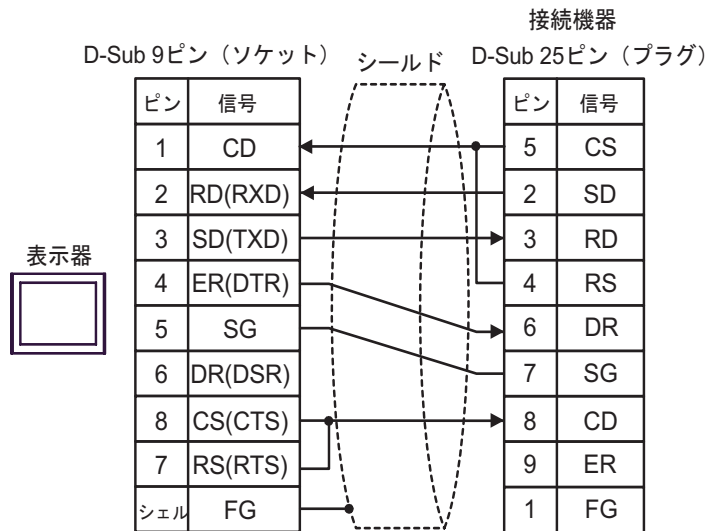 接続機器
D-Sub 9ピン（ソケット） シールド D-Sub 25ピン（プラグ）
ピン 信号 ピン 信号
1 CD 5 CS
2 RD(RXD) 2 SD
3 SD(TXD) 3 RD
表示器
4 ER(DTR) 4 RS
5 SG 6 DR
6 DR(DSR) 7 SG
8 CS(CTS) 8 CD
7 RS(RTS) 9 ER
シェル FG 1 FG